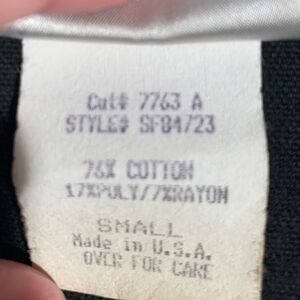 Cut# 7763 A
STYLE# SF84723
76% COTTON
17%POLY/7%RAYON
SMALL
Made in U.S.A.
OVER FOR CARE